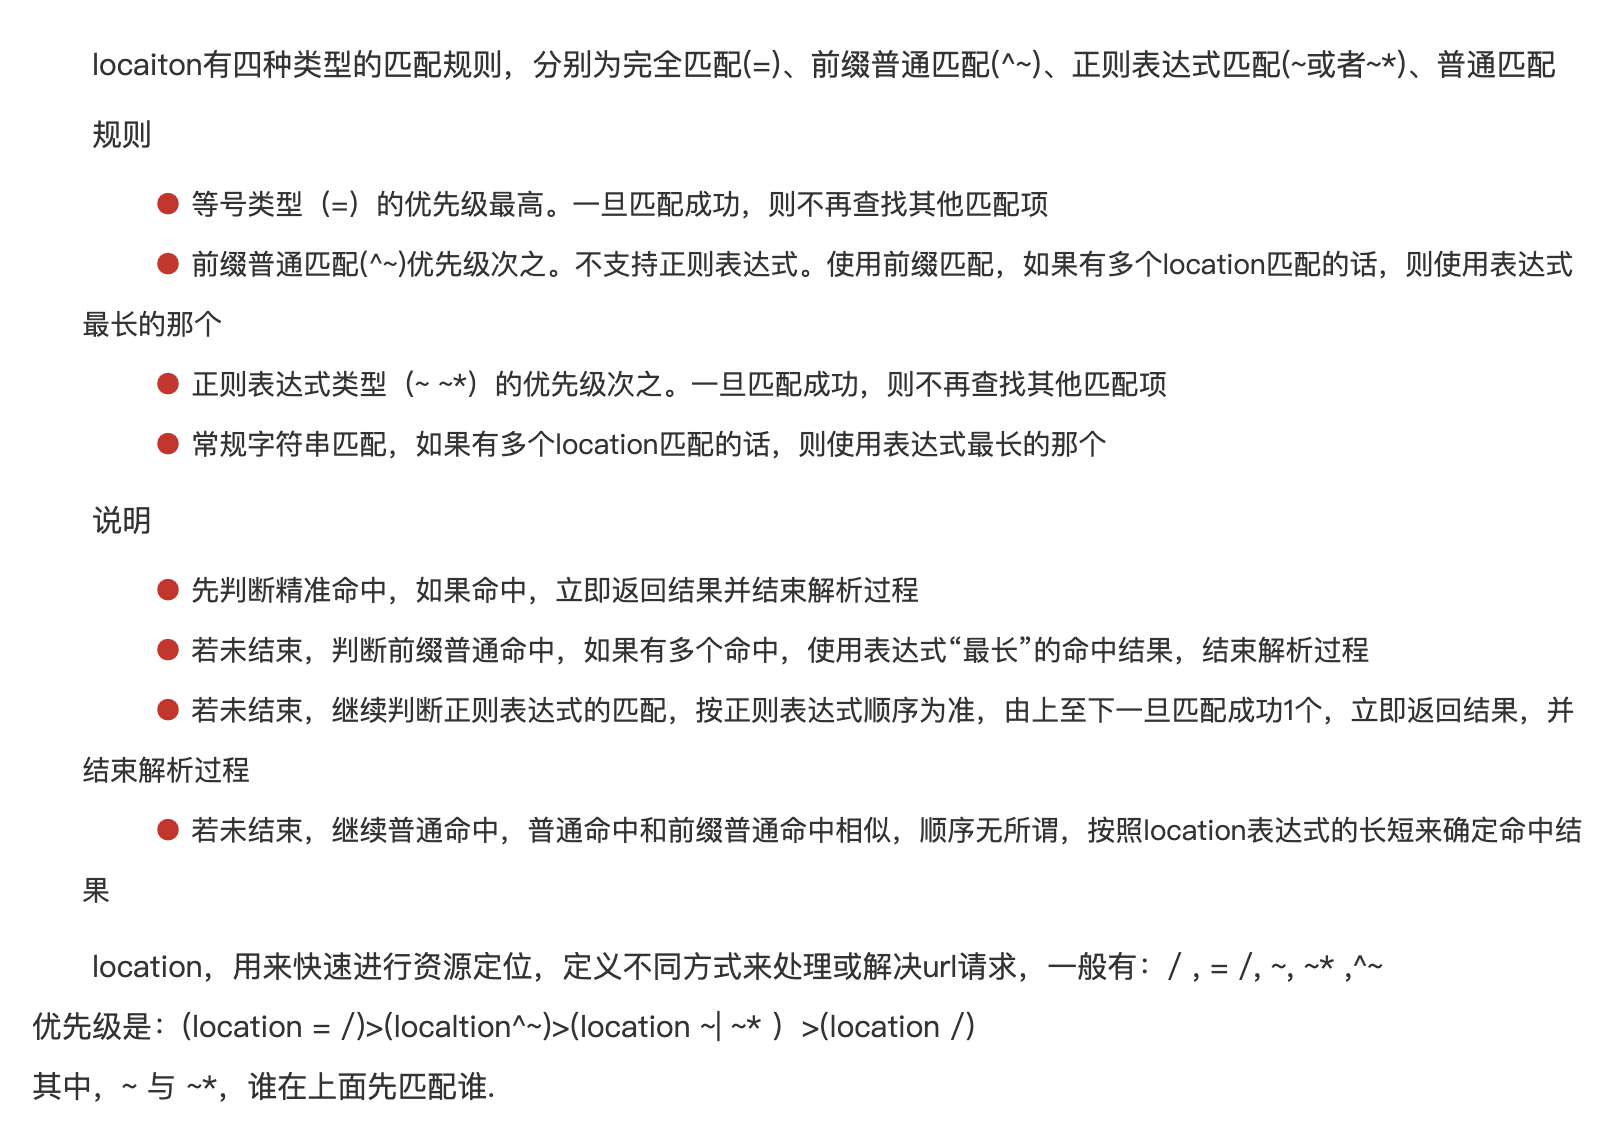 locaiton有四种类型的匹配规则，分别为完全匹配(=)、前缀普通匹配(^~)、正则表达式匹配(~或者~*)、普通匹配
规则
● 等号类型（=）的优先级最高。一旦匹配成功，则不再查找其他匹配项
● 前缀普通匹配(^~)优先级次之。不支持正则表达式。使用前缀匹配，如果有多个location匹配的话，则使用表达式
最长的那个
● 正则表达式类型（~ ~*）的优先级次之。一旦匹配成功，则不再查找其他匹配项
● 常规字符串匹配，如果有多个location匹配的话，则使用表达式最长的那个
说明
● 先判断精准命中，如果命中，立即返回结果并结束解析过程
● 若未结束，判断前缀普通命中，如果有多个命中，使用表达式“最长”的命中结果，结束解析过程
● 若未结束，继续判断正则表达式的匹配，按正则表达式顺序为准，由上至下一旦匹配成功1个，立即返回结果，并
结束解析过程
● 若未结束，继续普通命中，普通命中和前缀普通命中相似，顺序无所谓，按照location表达式的长短来确定命中结
果
location，用来快速进行资源定位，定义不同方式来处理或解决url请求，一般有：/ , = /, ~, ~* ,^~
优先级是：(location = /)>(localtion^~)>(location ~| ~* ）>(location /)
其中，~ 与 ~*，谁在上面先匹配谁.